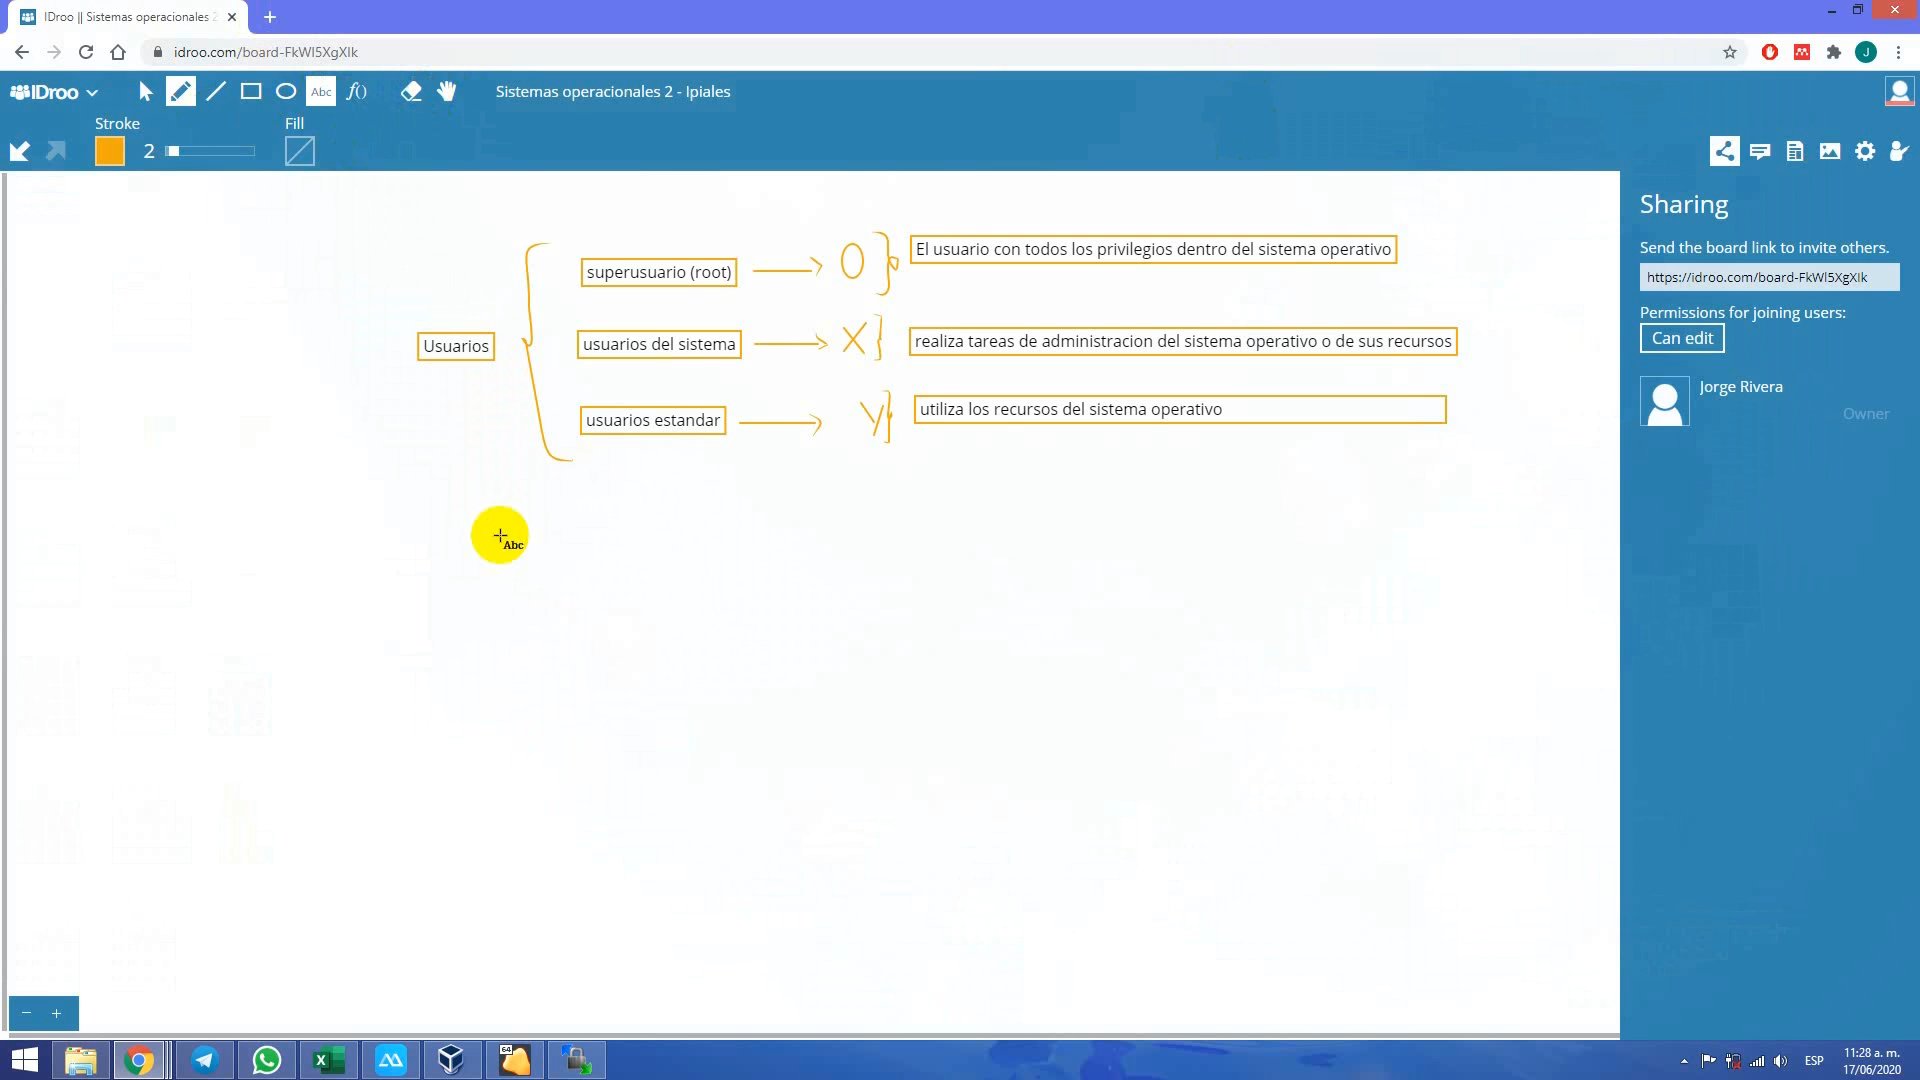 IDroo || Sistemas operacionales 2
idroo.com/board-FkWl5XgXlk
J
IDroo
Abc
f()
Sistemas operacionales 2 - Ipiales
Stroke
Fill
2
Sharing
Send the board link to invite others.
https://idroo.com/board-FkWl5XgXlk
Permissions for joining users:
Can edit
Jorge Rivera
Owner
superusuario (root)
O
El usuario con todos los privilegios dentro del sistema operativo
Usuarios
usuarios del sistema
X
realiza tareas de administracion del sistema operativo o de sus recursos
usuarios estandar
Y
utiliza los recursos del sistema operativo
Abc
64
ESP
11:28 a. m.
17/06/2020